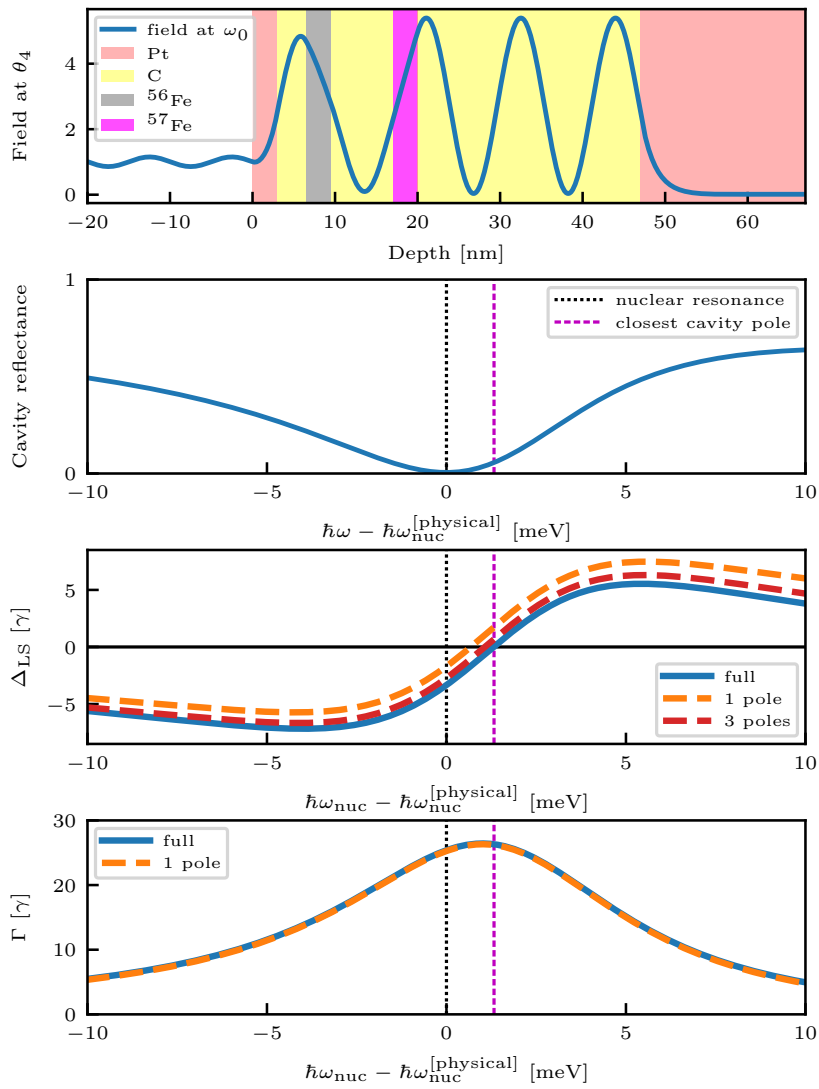 Field at θ₄
4
2
0
field at ω₀
Pt
C
⁵⁶Fe
⁵⁷Fe
−20 −10 0 10 20 30 40 50 60
Depth [nm]
Cavity reflectance
1
0
nuclear resonance
closest cavity pole
−10 −5 0 5 10
ℏω − ℏω_nuc^[physical] [meV]
Δ_LS [γ]
5
0
−5
full
1 pole
3 poles
−10 −5 0 5 10
ℏω_nuc − ℏω_nuc^[physical] [meV]
Γ [γ]
30
20
10
0
full
1 pole
−10 −5 0 5 10
ℏω_nuc − ℏω_nuc^[physical] [meV]